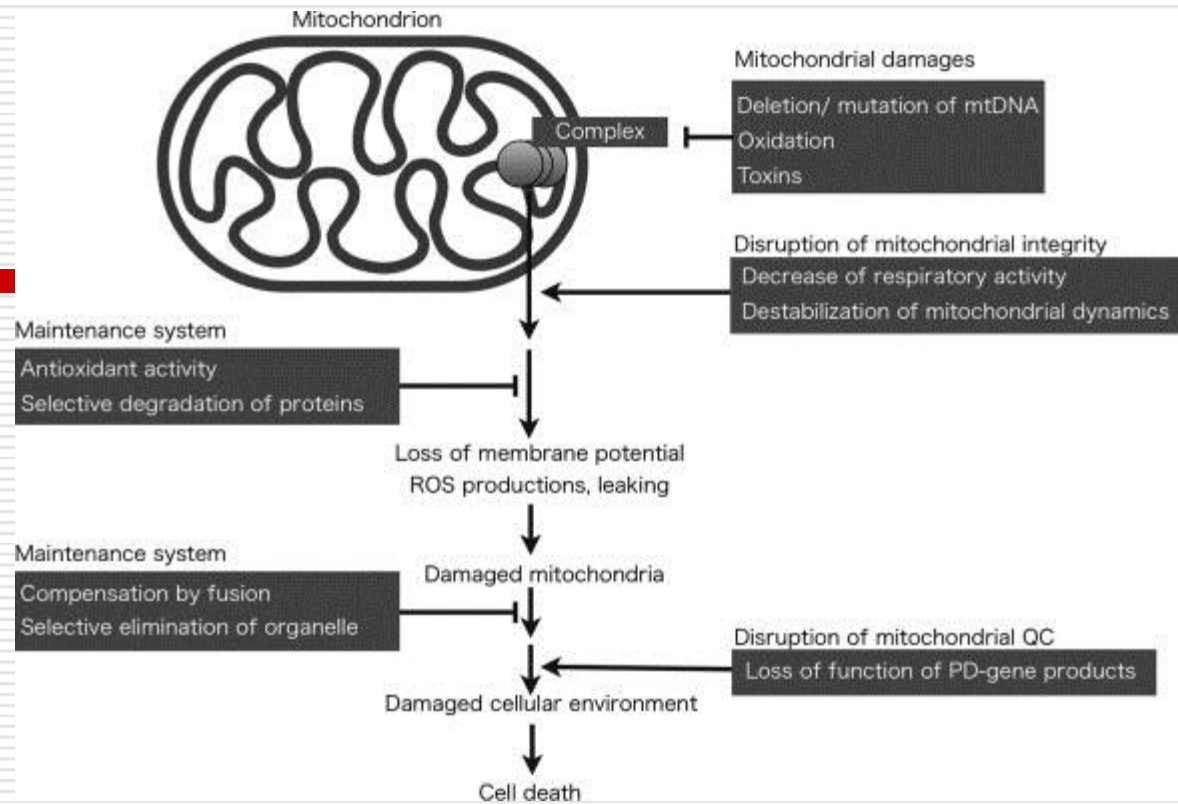 Mitochondrion
Mitochondrial damages
Complex
Deletion/ mutation of mtDNA
Oxidation
Toxins
Disruption of mitochondrial integrity
Decrease of respiratory activity
Destabilization of mitochondrial dynamics
Maintenance system
Antioxidant activity
Selective degradation of proteins
Loss of membrane potential
ROS productions, leaking
Maintenance system
Compensation by fusion
Selective elimination of organelle
Damaged mitochondria
Disruption of mitochondrial QC
Loss of function of PD-gene products
Damaged cellular environment
Cell death